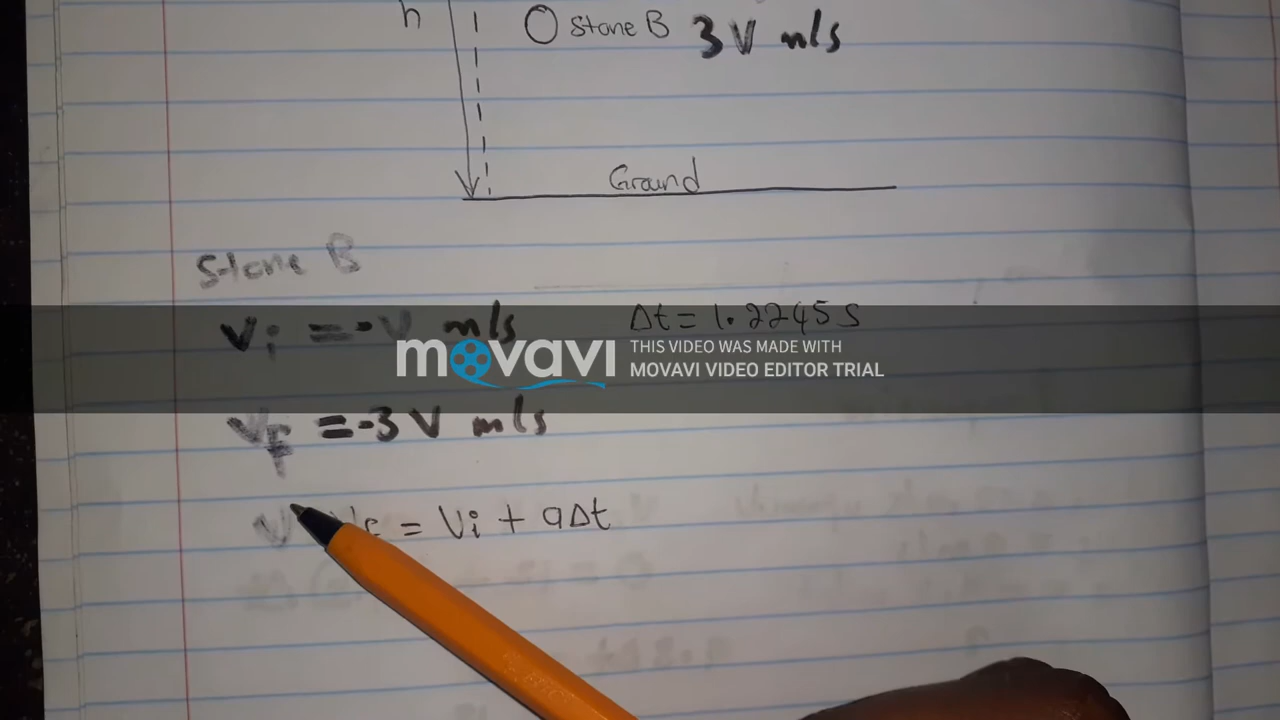 h
Stone B 3V m/s
Ground
Stone B
Vi = -V m/s Δt = 1.2245 s
movavi
THIS VIDEO WAS MADE WITH
MOVAVI VIDEO EDITOR TRIAL
VF = -3V m/s
= Vi + aΔt